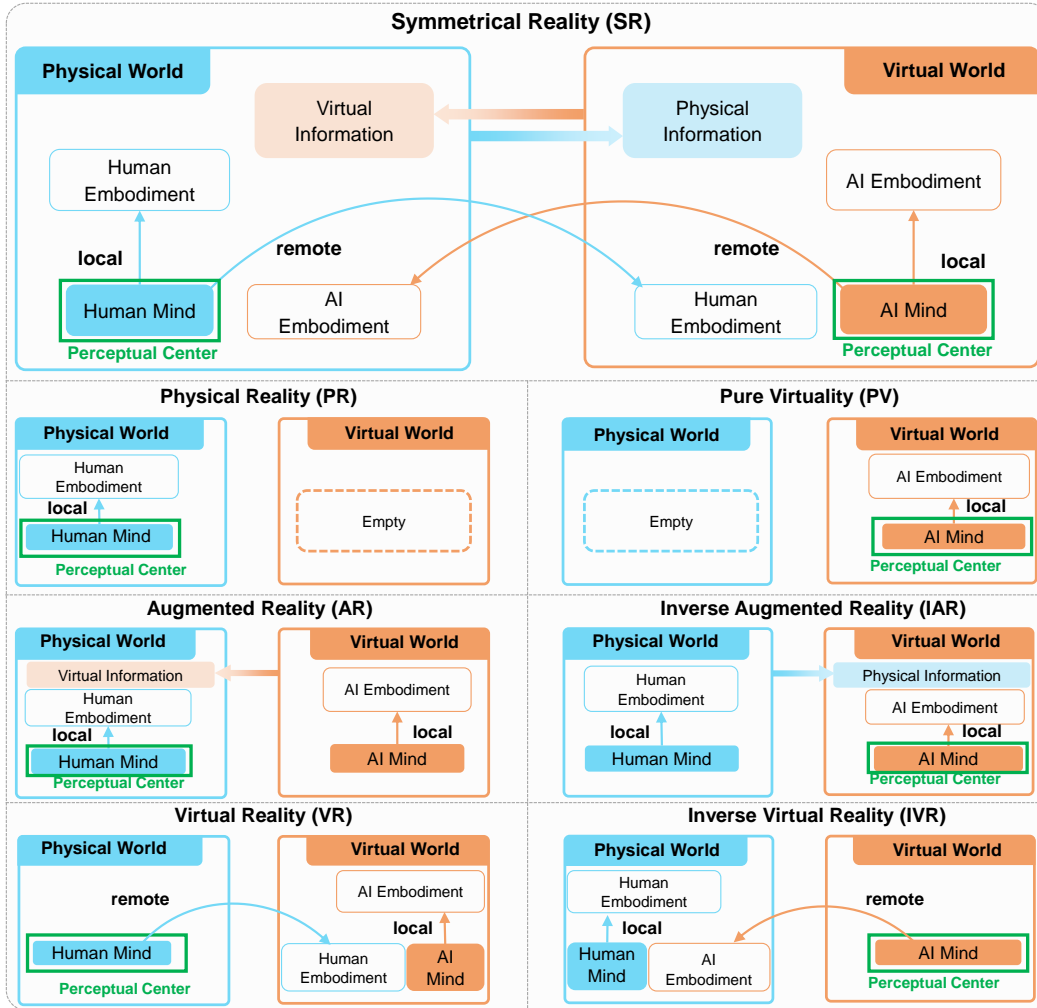 Symmetrical Reality (SR)
Physical World
Virtual World
Virtual
Information
Physical
Information
Human
Embodiment
AI Embodiment
local
remote
remote
local
Human Mind
AI
Embodiment
Human
Embodiment
AI Mind
Perceptual Center
Perceptual Center
Physical Reality (PR)
Physical World
Virtual World
Human
Embodiment
local
Human Mind
Perceptual Center
Empty
Pure Virtuality (PV)
Physical World
Virtual World
Empty
AI Embodiment
local
AI Mind
Perceptual Center
Augmented Reality (AR)
Physical World
Virtual World
Virtual Information
Human
Embodiment
local
Human Mind
Perceptual Center
AI Embodiment
local
AI Mind
Inverse Augmented Reality (IAR)
Physical World
Virtual World
Human
Embodiment
local
Human Mind
Physical Information
AI Embodiment
local
AI Mind
Perceptual Center
Virtual Reality (VR)
Physical World
Virtual World
remote
Human Mind
Perceptual Center
AI Embodiment
local
Human
Embodiment
AI
Mind
Inverse Virtual Reality (IVR)
Physical World
Virtual World
Human
Embodiment
local
remote
Human
Mind
AI
Embodiment
AI Mind
Perceptual Center